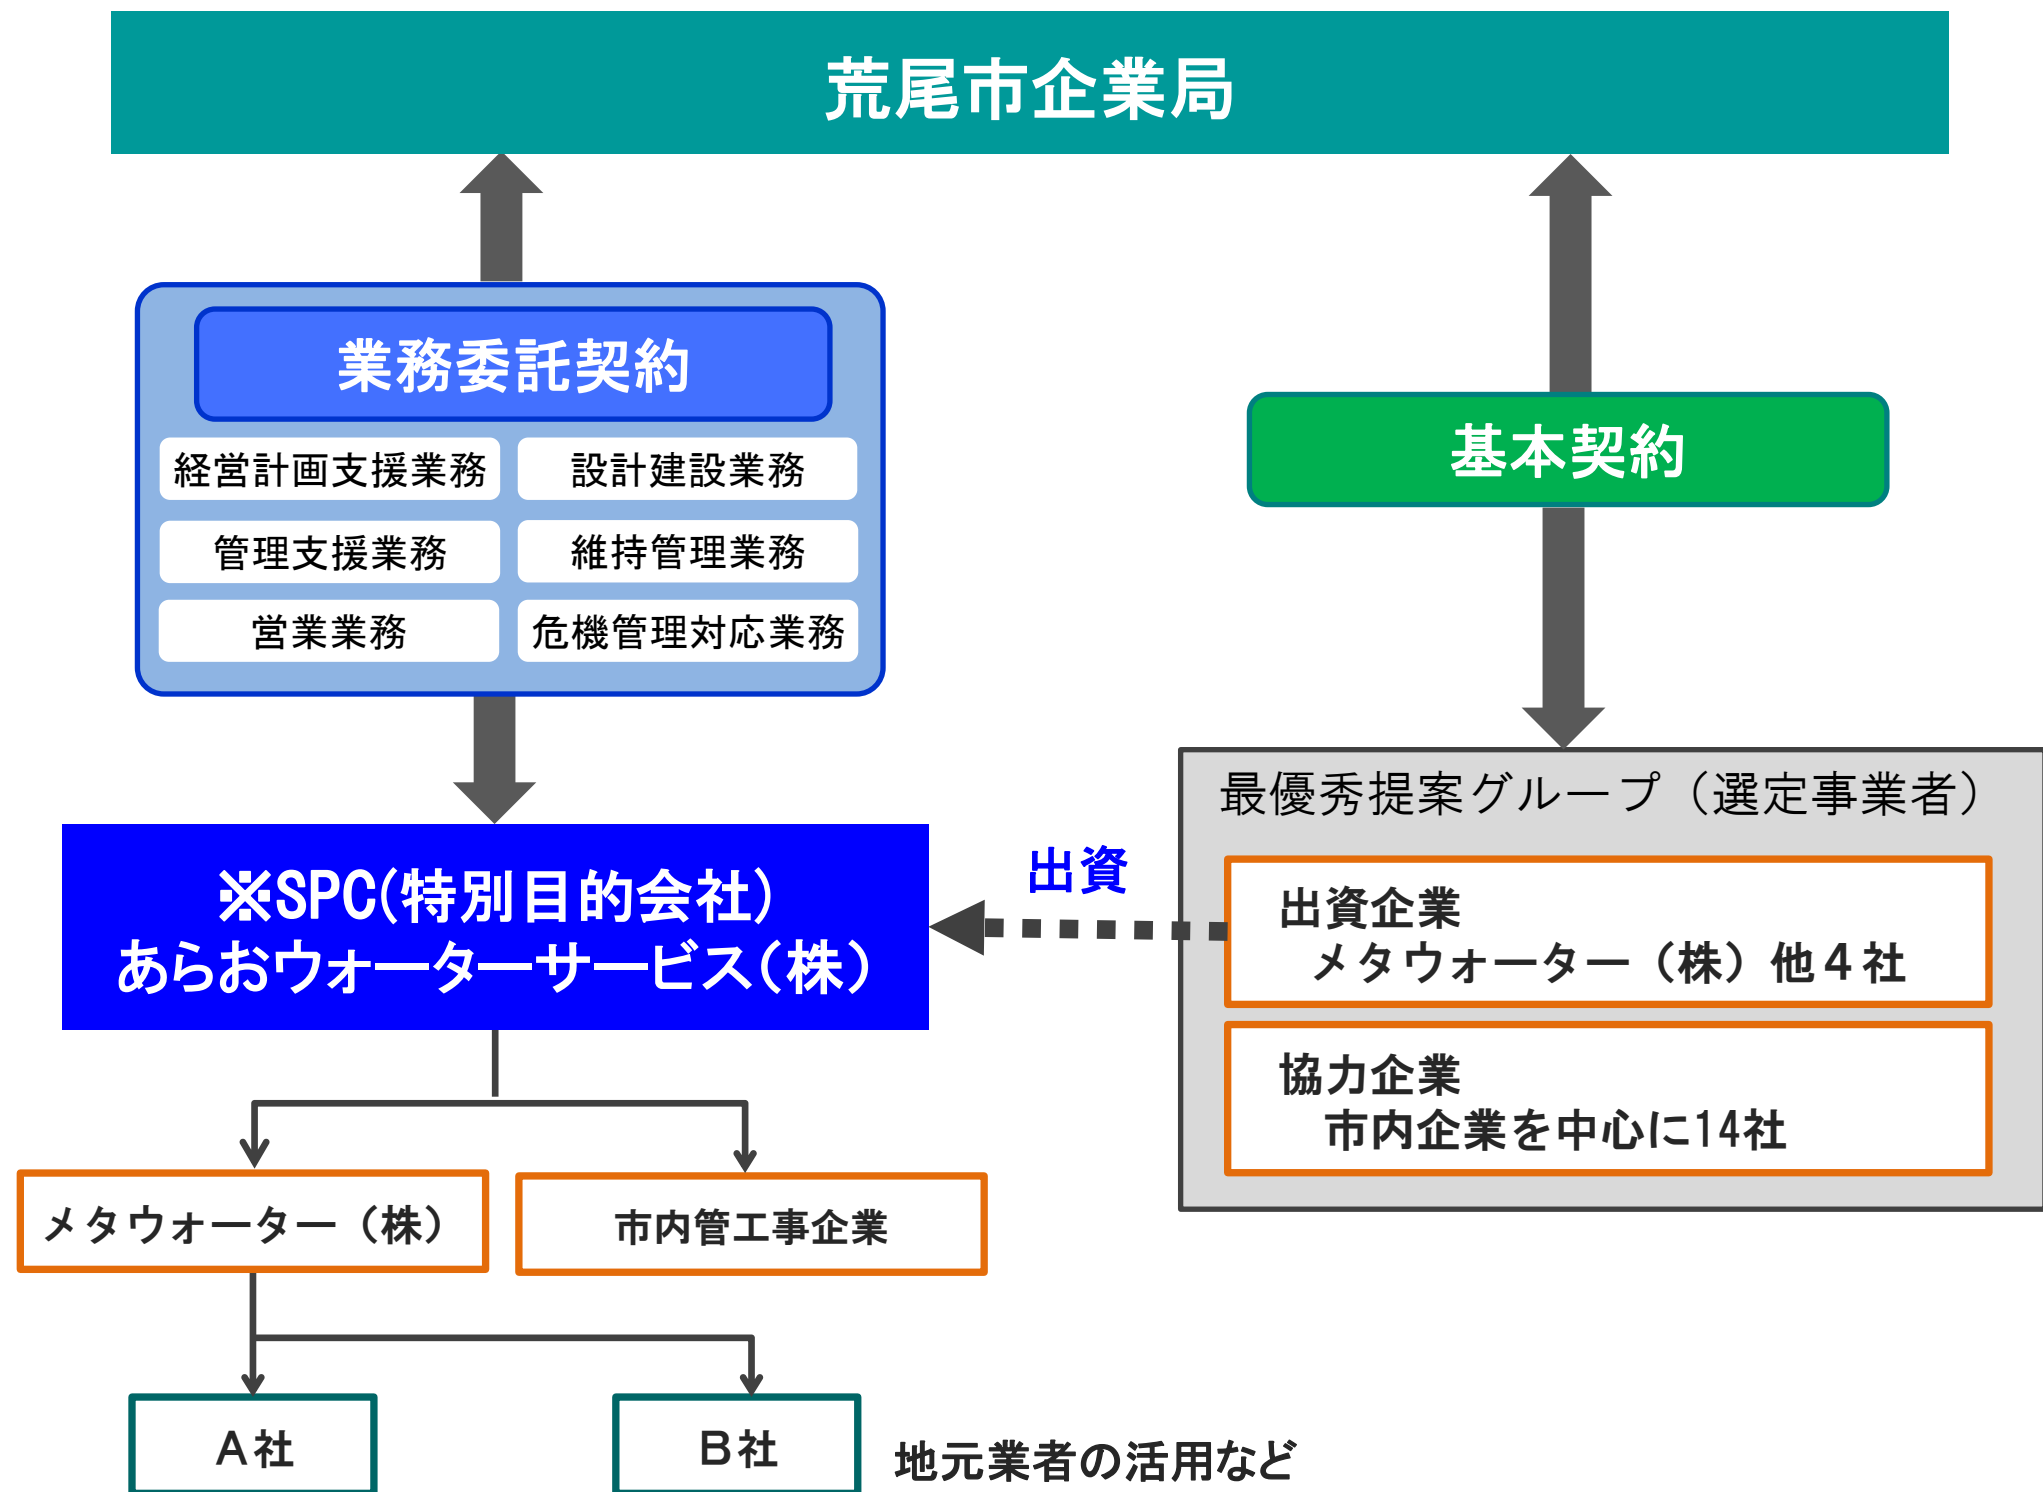 荒尾市企業局
業務委託契約
経営計画支援業務
設計建設業務
管理支援業務
維持管理業務
営業業務
危機管理対応業務
基本契約
最優秀提案グループ（選定事業者）
出資企業
メタウォーター（株）他４社
協力企業
市内企業を中心に14社
出資
※SPC(特別目的会社)
あらおウォーターサービス（株）
メタウォーター（株）
市内管工事企業
Ａ社
Ｂ社
地元業者の活用など